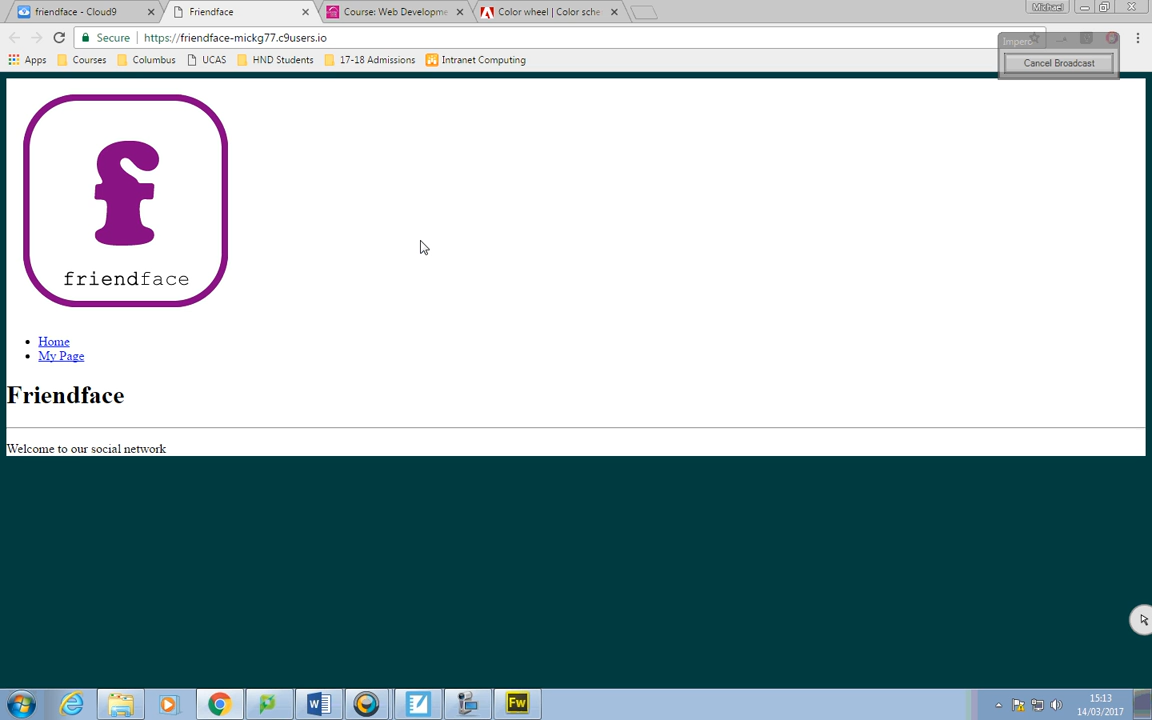 friendface - Cloud9
Friendface
Course: Web Developme
Color wheel | Color sche
Michael
Secure
https://friendface-mickg77.c9users.io
Impero
Cancel Broadcast
Apps
Courses
Columbus
UCAS
HND Students
17-18 Admissions
Intranet Computing
f
friendface
Home
My Page
Friendface
Welcome to our social network
W
Fw
15:13
14/03/2017